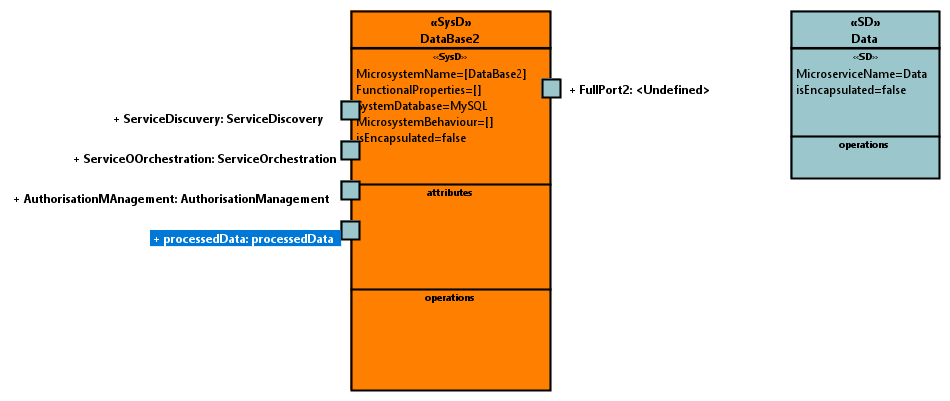 «SysD»
DataBase2
«SysD»
MicrosystemName=[DataBase2]
FunctionalProperties=[]
systemDatabase=MySQL
MicrosystemBehaviour=[]
isEncapsulated=false
attributes
operations
+ ServiceDiscuvery: ServiceDiscovery
+ ServiceOOrchestration: ServiceOrchestration
+ AuthorisationMAnagement: AuthorisationManagement
+ processedData: processedData
+ FullPort2: <Undefined>
«SD»
Data
«SD»
MicroserviceName=Data
isEncapsulated=false
operations